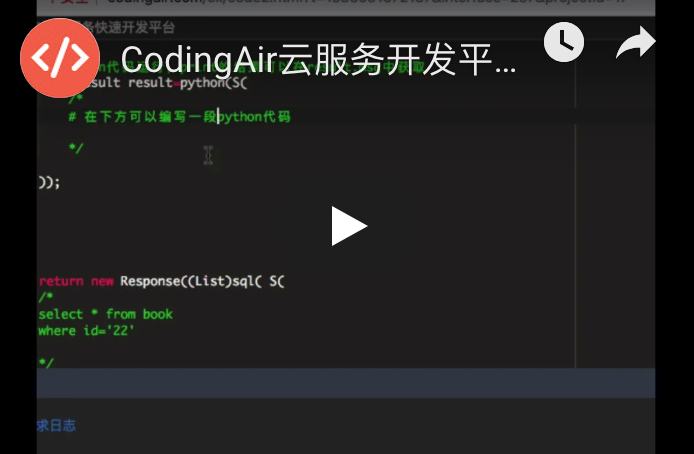 CodingAir云服务开发平...
务快速开发平台
result result=python(S(
/*
# 在下方可以编写一段python代码
*/
));
return new Response((List)sql( S(
/*
select * from book
where id='22'
*/
求日志